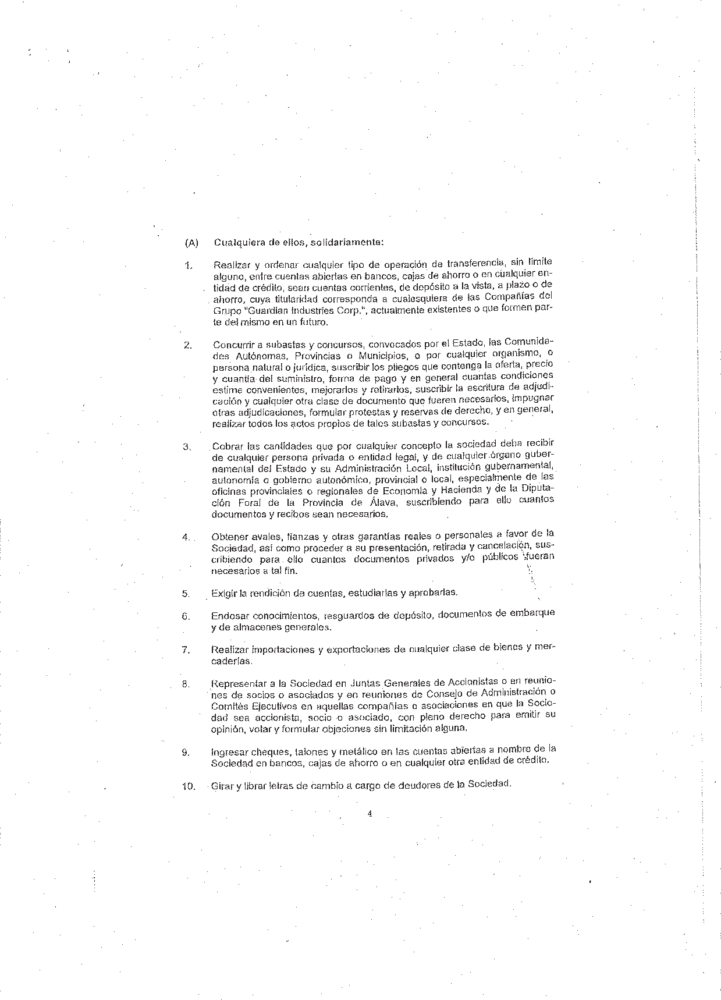 (A) Cualquiera de ellos, solidariamente:
1. Realizar y ordenar cualquier tipo de operación de transferencia, sin límite
alguno, entre cuentas abiertas en bancos, cajas de ahorro o en cualquier en-
tidad de crédito, sean cuentas corrientes, de depósito a la vista, a plazo o de
ahorro, cuya titularidad corresponda a cualesquiera de las Compañías del
Grupo "Guardian Industries Corp.", actualmente existentes o que formen par-
te del mismo en un futuro.
2. Concurrir a subastas y concursos, convocados por el Estado, las Comunida-
des Autónomas, Provincias o Municipios, o por cualquier organismo, o
persona natural o jurídica, suscribir los pliegos que contenga la oferta, precio
y cuantía del suministro, forma de pago y en general cuantas condiciones
estime convenientes, mejorarlos y retirarlos, suscribir la escritura de adjudi-
cación y cualquier otra clase de documento que fueren necesarios, impugnar
otras adjudicaciones, formular protestas y reservas de derecho, y en general,
realizar todos los actos propios de tales subastas y concursos.
3. Cobrar las cantidades que por cualquier concepto la sociedad deba recibir
de cualquier persona privada o entidad legal, y de cualquier órgano guber-
namental del Estado y su Administración Local, institución gubernamental,
autonomía o gobierno autonómico, provincial o local, especialmente de las
oficinas provinciales o regionales de Economía y Hacienda y de la Diputa-
ción Foral de la Provincia de Álava, suscribiendo para ello cuantos
documentos y recibos sean necesarios.
4. Obtener avales, fianzas y otras garantías reales o personales a favor de la
Sociedad, así como proceder a su presentación, retirada y cancelación, sus-
cribiendo para ello cuantos documentos privados y/o públicos fueran
necesarios a tal fin.
5. Exigir la rendición de cuentas, estudiarlas y aprobarlas.
6. Endosar conocimientos, resguardos de depósito, documentos de embarque
y de almacenes generales.
7. Realizar importaciones y exportaciones de cualquier clase de bienes y mer-
caderías.
8. Representar a la Sociedad en Juntas Generales de Accionistas o en reunio-
nes de socios o asociados y en reuniones de Consejo de Administración o
Comités Ejecutivos en aquellas compañías o asociaciones en que la Socie-
dad sea accionista, socio o asociado, con pleno derecho para emitir su
opinión, votar y formular objeciones sin limitación alguna.
9. Ingresar cheques, talones y metálico en las cuentas abiertas a nombre de la
Sociedad en bancos, cajas de ahorro o en cualquier otra entidad de crédito.
10. Girar y librar letras de cambio a cargo de deudores de la Sociedad.
4